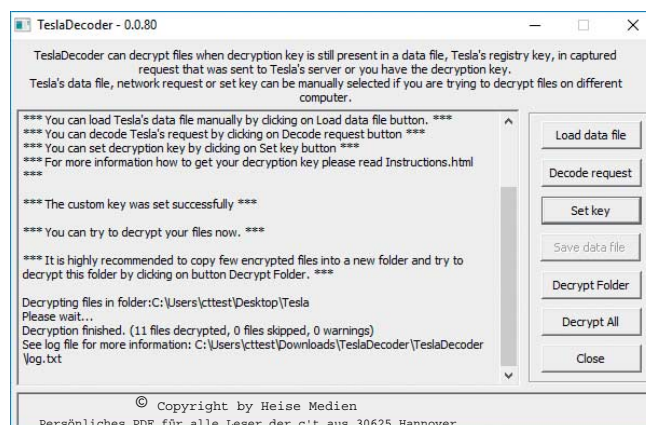 TeslaDecoder - 0.0.80
TeslaDecoder can decrypt files when decryption key is still present in a data file, Tesla's registry key, in captured
request that was sent to Tesla's server or you have the decryption key.
Tesla's data file, network request or set key can be manually selected if you are trying to decrypt files on different
computer.
*** You can load Tesla's data file manually by clicking on Load data file button. ***
*** You can decode Tesla's request by clicking on Decode request button ***
*** You can set decryption key by clicking on Set key button ***
*** For more information how to get your decryption key please read Instructions.html
***
*** The custom key was set successfully ***
*** You can try to decrypt your files now. ***
*** It is highly recommended to copy few encrypted files into a new folder and try to
decrypt this folder by clicking on button Decrypt Folder. ***
Decrypting files in folder:C:\Users\cttest\Desktop\Tesla
Please wait...
Decryption finished. (11 files decrypted, 0 files skipped, 0 warnings)
See log file for more information: C:\Users\cttest\Downloads\TeslaDecoder\TeslaDecoder
\log.txt
Load data file
Decode request
Set key
Save data file
Decrypt Folder
Decrypt All
Close
© Copyright by Heise Medien
Persönliches PDF für alle Leser der c't aus 30625 Hannover